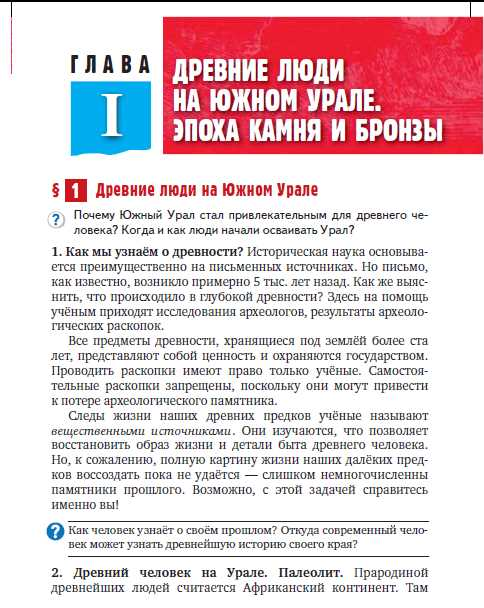 ГЛАВА
I
ДРЕВНИЕ ЛЮДИ
НА ЮЖНОМ УРАЛЕ.
ЭПОХА КАМНЯ И БРОНЗЫ
§ 1 Древние люди на Южном Урале
? Почему Южный Урал стал привлекательным для древнего че-
ловека? Когда и как люди начали осваивать Урал?
1. Как мы узнаём о древности? Историческая наука основыва-
ется преимущественно на письменных источниках. Но письмо,
как известно, возникло примерно 5 тыс. лет назад. Как же выяс-
нить, что происходило в глубокой древности? Здесь на помощь
учёным приходят исследования археологов, результаты археоло-
гических раскопок.
Все предметы древности, хранящиеся под землёй более ста
лет, представляют собой ценность и охраняются государством.
Проводить раскопки имеют право только учёные. Самостоя-
тельные раскопки запрещены, поскольку они могут привести
к потере археологического памятника.
Следы жизни наших древних предков учёные называют
вещественными источниками. Они изучаются, что позволяет
восстановить образ жизни и детали быта древнего человека.
Но, к сожалению, полную картину жизни наших далёких пред-
ков воссоздать пока не удаётся — слишком немногочисленны
памятники прошлого. Возможно, с этой задачей справитесь
именно вы!
? Как человек узнаёт о своём прошлом? Откуда современный чело-
век может узнать древнейшую историю своего края?
2. Древний человек на Урале. Палеолит. Прародиной
древнейших людей считается Африканский континент. Там